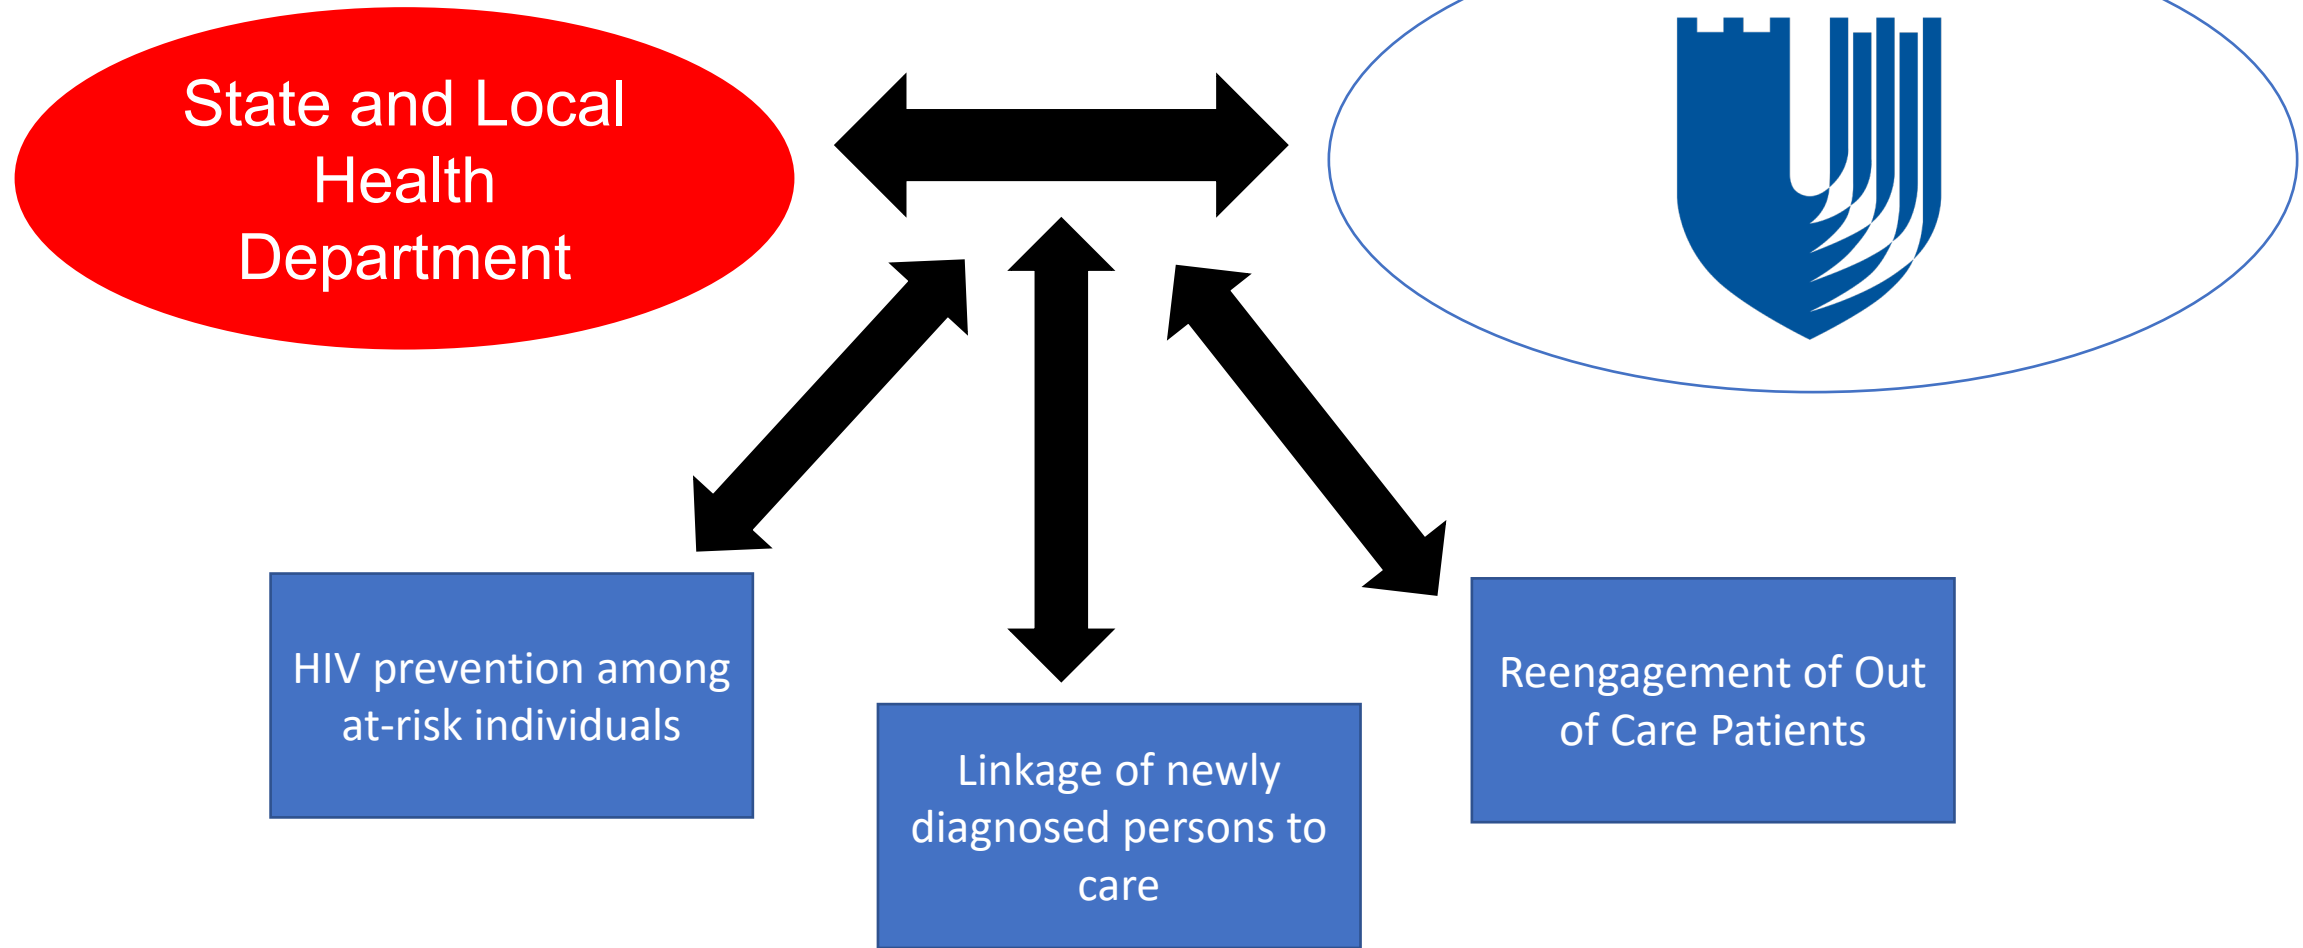 State and Local
Health
Department
HIV prevention among
at-risk individuals
Linkage of newly
diagnosed persons to
care
Reengagement of Out
of Care Patients